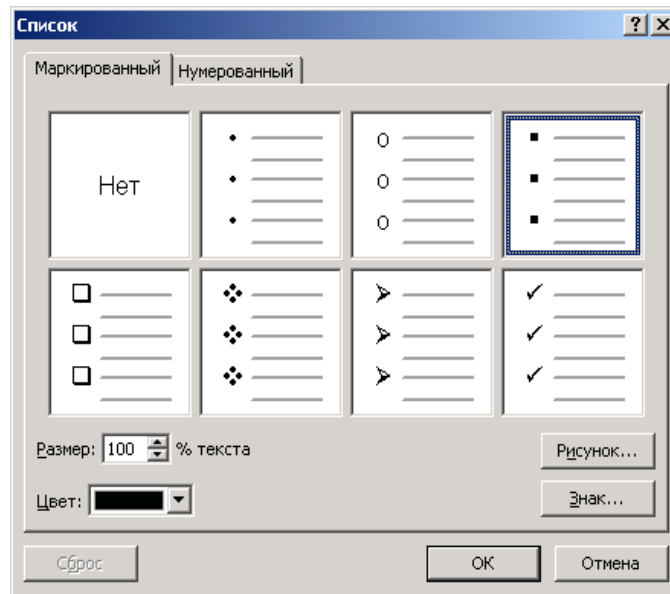 Список
Маркированный Нумерованный
Нет
Размер: 100 % текста
Рисунок...
Цвет:
Знак...
Сброс ОК Отмена